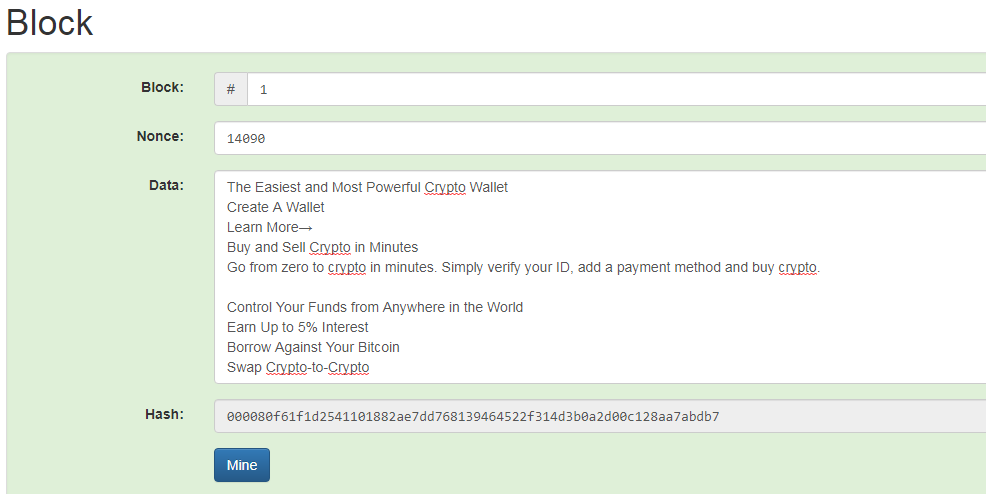 Block
Block: # 1
Nonce: 14090
Data: The Easiest and Most Powerful Crypto Wallet
Create A Wallet
Learn More→
Buy and Sell Crypto in Minutes
Go from zero to crypto in minutes. Simply verify your ID, add a payment method and buy crypto.
Control Your Funds from Anywhere in the World
Earn Up to 5% Interest
Borrow Against Your Bitcoin
Swap Crypto-to-Crypto
Hash: 000080f61f1d2541101882ae7dd768139464522f314d3b0a2d00c128aa7abdb7
Mine